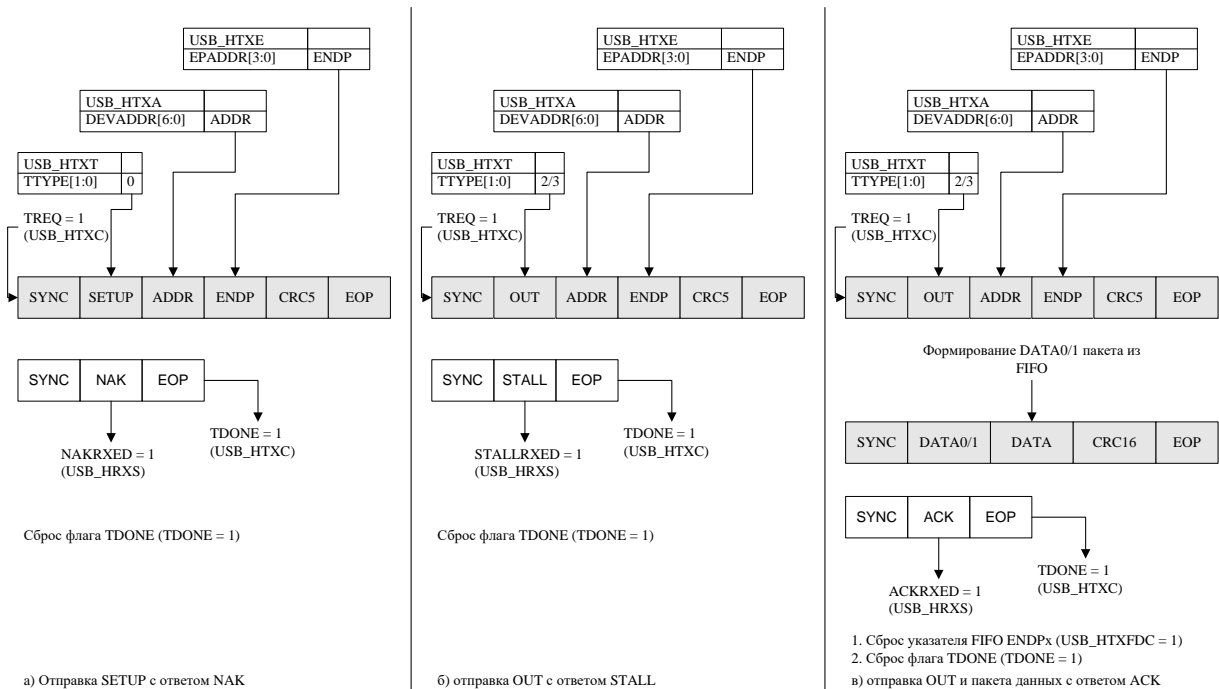 USB_HTXE
EPADDR[3:0] ENDP
USB_HTXA
DEVADDR[6:0] ADDR
USB_HTXT
TTYPE[1:0] 0
TREQ = 1
(USB_HTXC)
SYNC SETUP ADDR ENDP CRC5 EOP
SYNC NAK EOP
TDONE = 1
(USB_HTXC)
NAKRXED = 1
(USB_HRXS)
Сброс флага TDONE (TDONE = 1)
а) Отправка SETUP с ответом NAK
USB_HTXE
EPADDR[3:0] ENDP
USB_HTXA
DEVADDR[6:0] ADDR
USB_HTXT
TTYPE[1:0] 2/3
TREQ = 1
(USB_HTXC)
SYNC OUT ADDR ENDP CRC5 EOP
SYNC STALL EOP
TDONE = 1
(USB_HTXC)
STALLRXED = 1
(USB_HRXS)
Сброс флага TDONE (TDONE = 1)
б) отправка OUT с ответом STALL
USB_HTXE
EPADDR[3:0] ENDP
USB_HTXA
DEVADDR[6:0] ADDR
USB_HTXT
TTYPE[1:0] 2/3
TREQ = 1
(USB_HTXC)
SYNC OUT ADDR ENDP CRC5 EOP
Формирование DATA0/1 пакета из
FIFO
SYNC DATA0/1 DATA CRC16 EOP
SYNC ACK EOP
TDONE = 1
(USB_HTXC)
ACKRXED = 1
(USB_HRXS)
1. Сброс указателя FIFO ENDPx (USB_HTXFDC = 1)
2. Сброс флага TDONE (TDONE = 1)
в) отправка OUT и пакета данных с ответом ACK